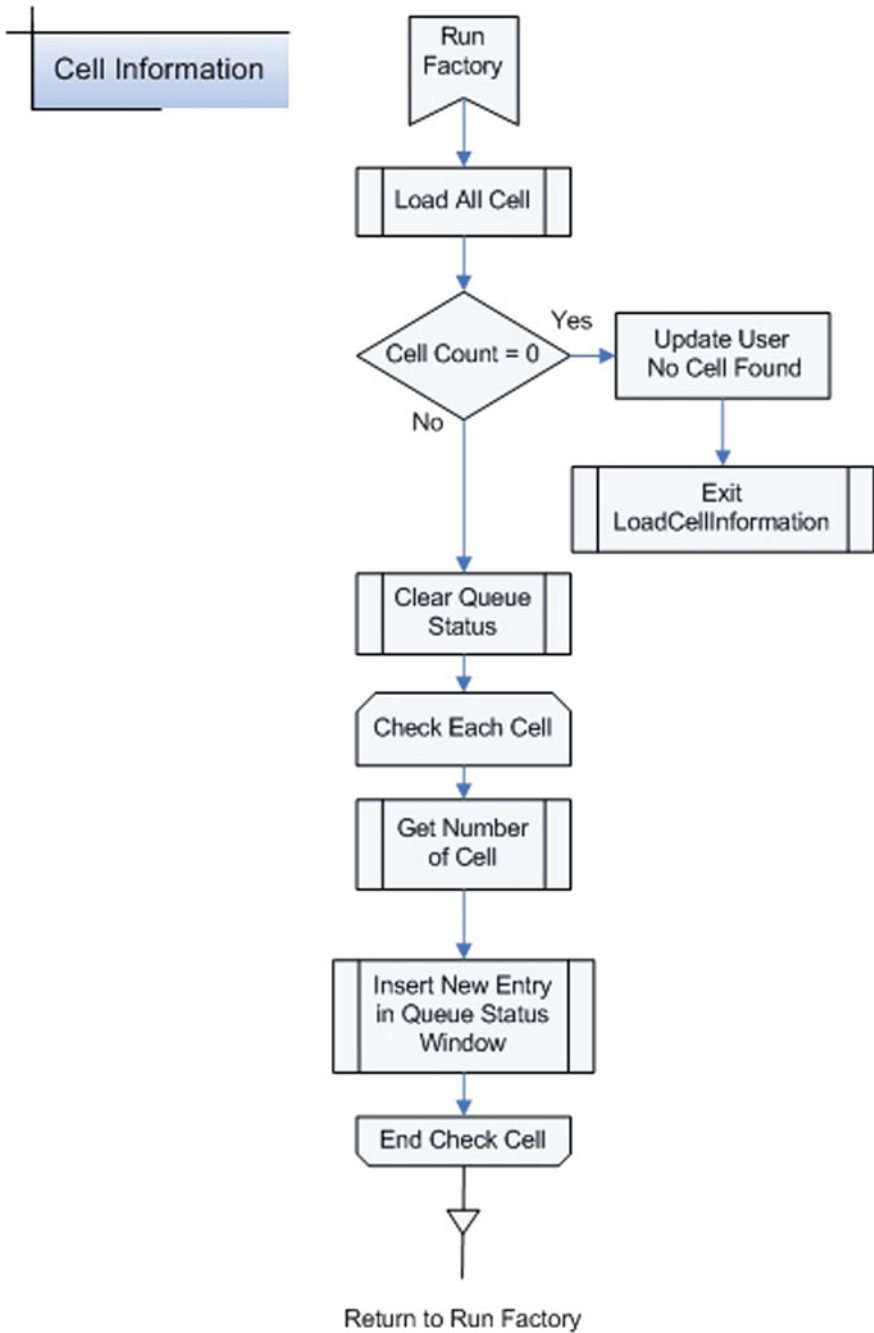 Cell Information
Run
Factory
Load All Cell
Cell Count = 0
Yes
Update User
No Cell Found
No
Exit
LoadCellInformation
Clear Queue
Status
Check Each Cell
Get Number
of Cell
Insert New Entry
in Queue Status
Window
End Check Cell
Return to Run Factory